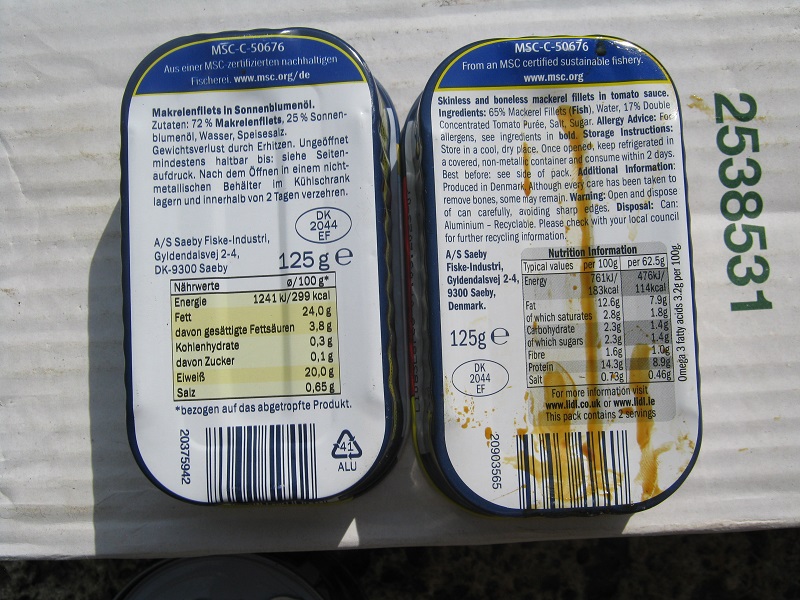 MSC-C-50676
Aus einer MSC-zertifizierten nachhaltigen
Fischerei. www.msc.org/de
Makrelenfilets in Sonnenblumenöl.
Zutaten: 72 % Makrelenfilets, 25 % Sonnen-
blumenöl, Wasser, Speisesalz.
Gewichtsverlust durch Erhitzen. Ungeöffnet
mindestens haltbar bis: siehe Seiten-
aufdruck. Nach dem Öffnen in einem nicht-
metallischen Behälter im Kühlschrank
lagern und innerhalb von 2 Tagen verzehren.
DK
2044
EF
A/S Saeby Fiske-Industri,
Gyldendalsvej 2-4,
DK-9300 Saeby
125 g e
Nährwerte ø/100 g*
Energie 1241 kJ/299 kcal
Fett 24,0 g
davon gesättigte Fettsäuren 3,8 g
Kohlenhydrate 0,3 g
davon Zucker 0,1 g
Eiweiß 20,0 g
Salz 0,65 g
*bezogen auf das abgetropfte Produkt.
20375942
41
ALU
MSC-C-50676
From an MSC certified sustainable fishery.
www.msc.org
Skinless and boneless mackerel fillets in tomato sauce.
Ingredients: 65% Mackerel Fillets (Fish), Water, 17% Double
Concentrated Tomato Purée, Salt, Sugar. Allergy Advice: For
allergens, see ingredients in bold. Storage Instructions:
Store in a cool, dry place. Once opened, keep refrigerated in
a covered, non-metallic container and consume within 2 days.
Best before: see side of pack. Additional Information:
Produced in Denmark. Although every care has been taken to
remove bones, some may remain. Warning: Open and dispose
of can carefully, avoiding sharp edges. Disposal: Can:
Aluminium - Recyclable. Please check with your local council
for further recycling information.
A/S Saeby
Fiske-Industri,
Gyldendalsvej 2-4,
9300 Saeby,
Denmark.
125g e
DK
2044
EF
Nutrition Information
Typical values per 100g per 62.5g
Energy 761kJ/ 476kJ/
183kcal 114kcal
Fat 12.6g 7.9g
of which saturates 2.8g 1.8g
Carbohydrate 2.3g 1.4g
of which sugars 2.3g 1.4g
Fibre 1.6g 1.0g
Protein 14.3g 8.9g
Salt 0.73g 0.46g
Omega 3 fatty acids 3.2g per 100g.
For more information visit
www.lidl.co.uk or www.lidl.ie
This pack contains 2 servings
20903565
2538531